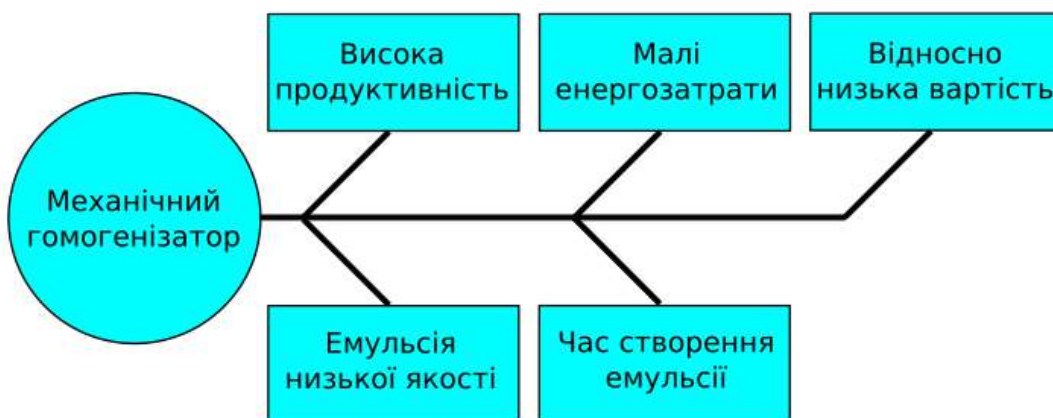 Висока
продуктивність
Малі
енергозатрати
Відносно
низька вартість
Механічний
гомогенізатор
Емульсія
низької якості
Час створення
емульсії